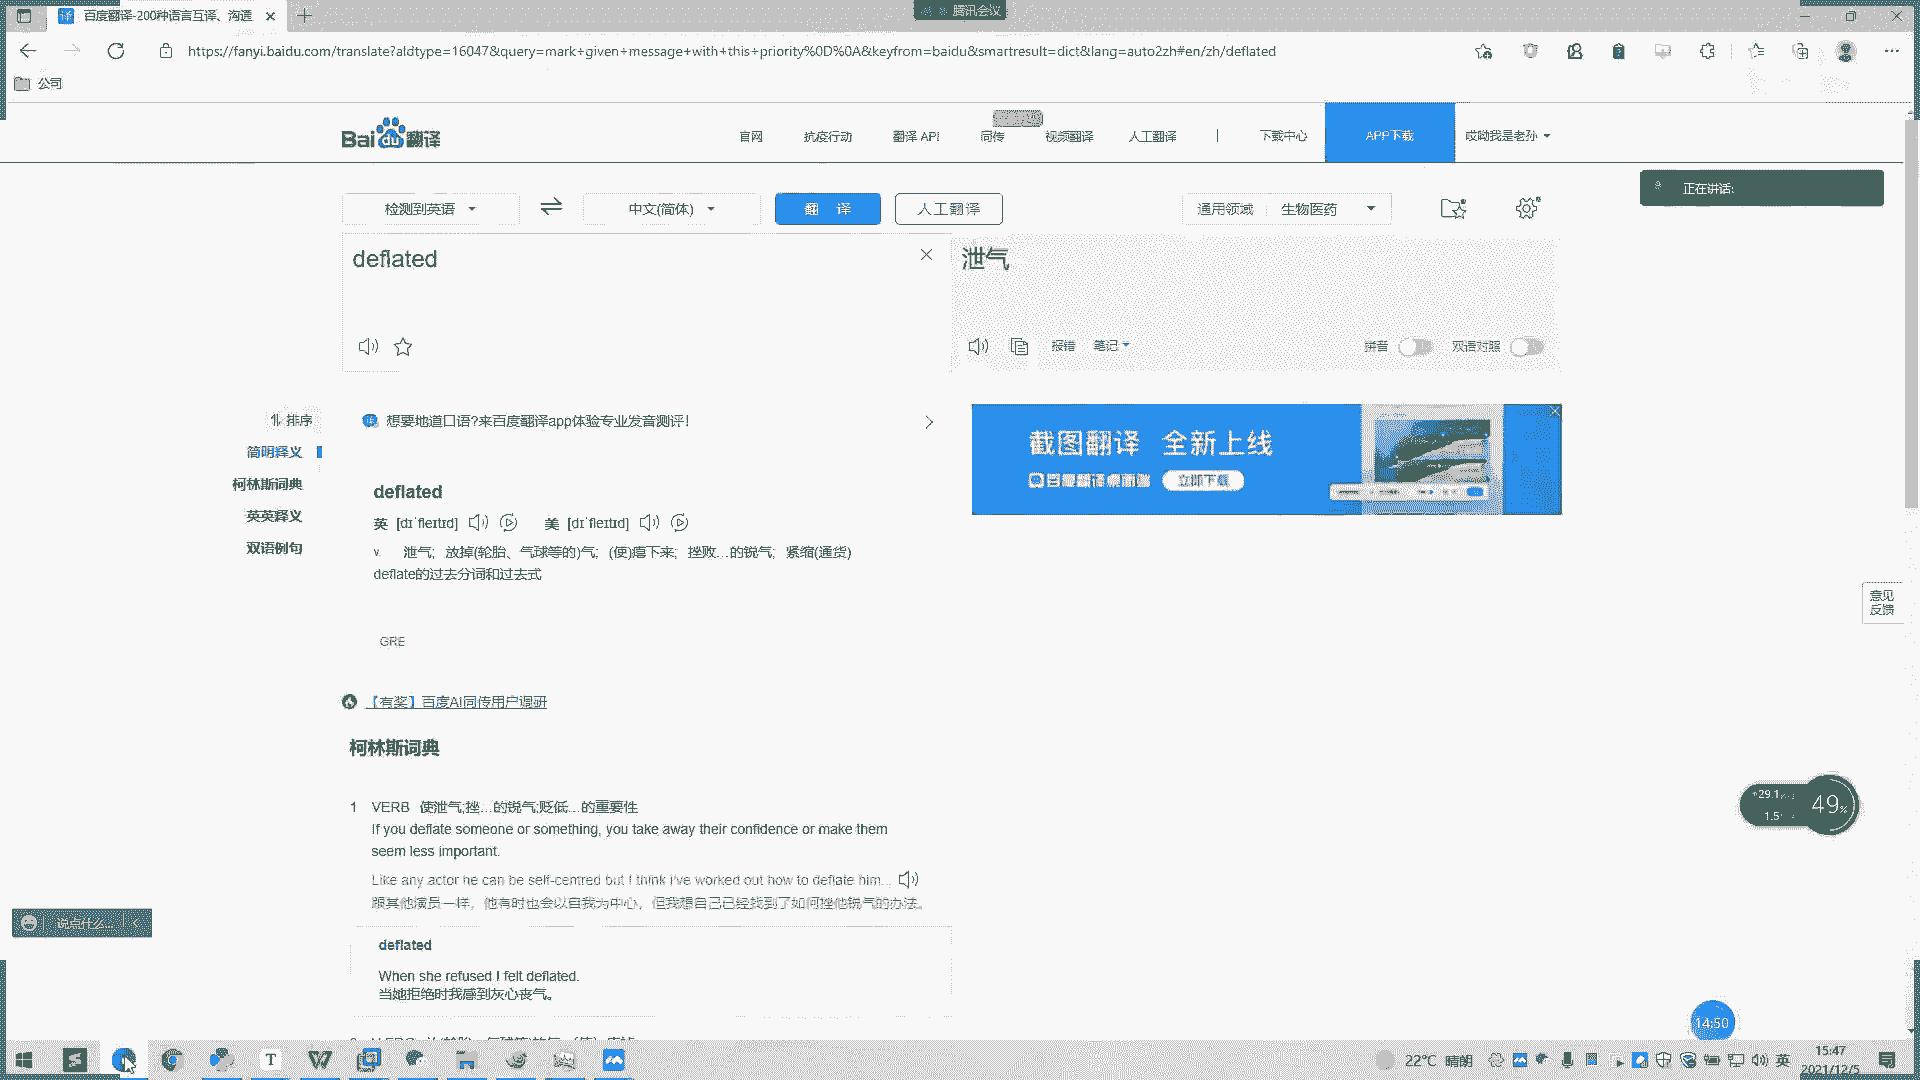 百度翻译-200种语言互译、沟通
腾讯会议
https://fanyi.baidu.com/translate?aldtype=16047&query=mark+given+message+with+this+priority%0D%0A&keyfrom=baidu&smartresult=dict&lang=auto2zh#en/zh/deflated
公司
Bai du 翻译
官网
抗疫行动
翻译 API
同传
视频翻译
人工翻译
下载中心
APP下载
哎呦我是老孙
正在讲话:
检测到英语
中文(简体)
翻 译
人工翻译
通用领域
生物医药
deflated
泄气
报错
笔记
拼音
双语对照
排序
想要地道口语?来百度翻译app体验专业发音测评!
截图翻译 全新上线
百度翻译桌面端 立即下载
简明释义
柯林斯词典
英英释义
双语例句
deflated
英 [dɪˈfleɪtɪd] 美 [dɪˈfleɪtɪd]
v. 泄气; 放掉(轮胎、气球等的)气; (使)瘪下来; 挫败…的锐气; 紧缩(通货)
deflate的过去分词和过去式
意见
反馈
GRE
【有奖】百度AI同传用户调研
柯林斯词典
1 VERB 使泄气;挫…的锐气;贬低…的重要性
If you deflate someone or something, you take away their confidence or make them
seem less important.
Like any actor he can be self-centred but I think I've worked out how to deflate him...
跟其他演员一样，他有时也会以自我为中心，但我想自己已经找到了如何挫他锐气的办法。
49%
说点什么...
deflated
When she refused I felt deflated.
当她拒绝时我感到灰心丧气。
14:50
22°C 晴朗
英
15:47
2021/12/5